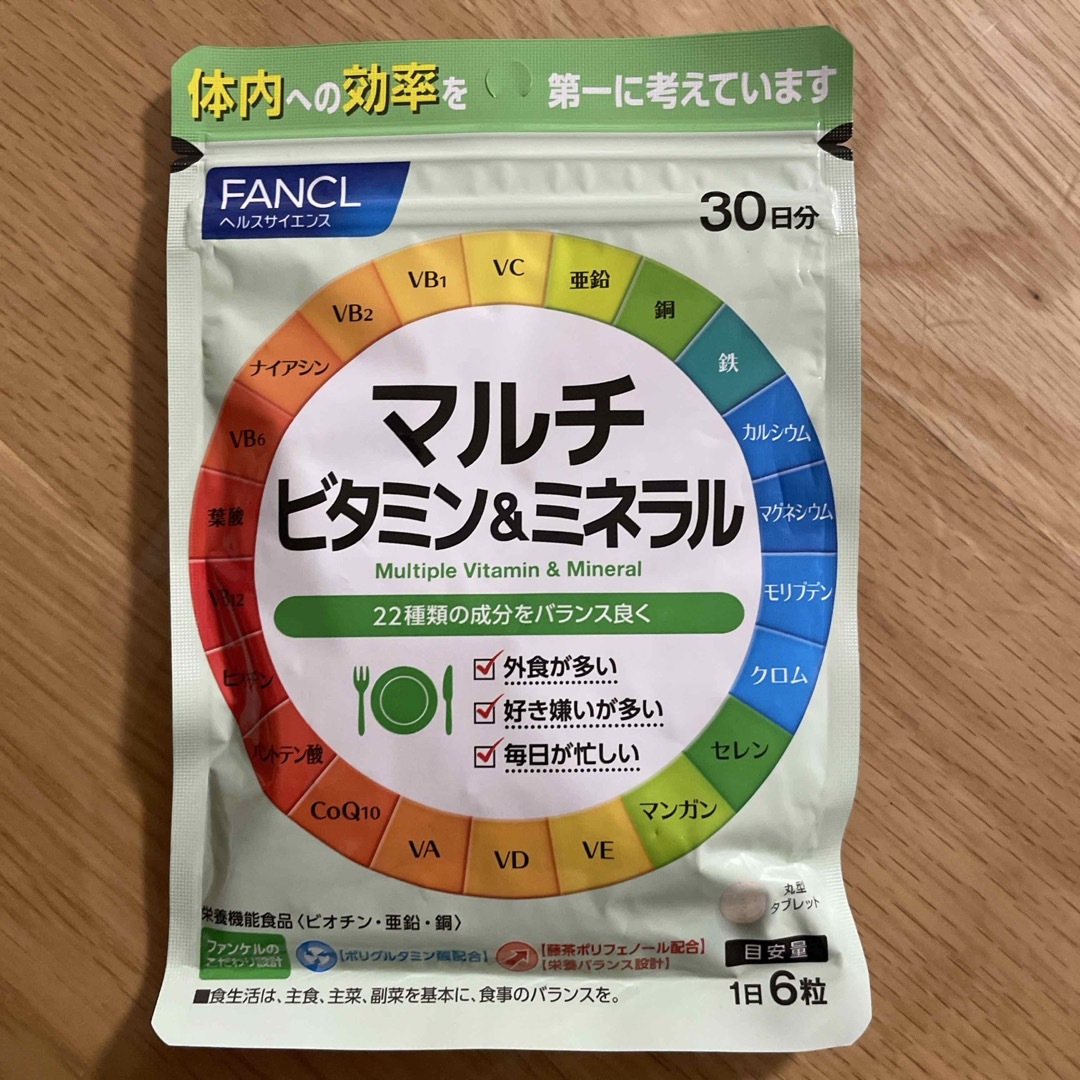 体内への効率を 第一に考えています
FANCL
ヘルスサイエンス
30日分
VC
亜鉛
銅
鉄
カルシウム
マグネシウム
モリブデン
クロム
セレン
マンガン
VE
VD
VA
CoQ10
パントテン酸
ビオチン
VB12
葉酸
VB6
ナイアシン
VB2
VB1
マルチ
ビタミン&ミネラル
Multiple Vitamin & Mineral
22種類の成分をバランス良く
外食が多い
好き嫌いが多い
毎日が忙しい
丸型
タブレット
栄養機能食品〈ビオチン・亜鉛・銅〉
ファンケルの
こだわり設計
【ポリグルタミン酸配合】
【藤茶ポリフェノール配合】
【栄養バランス設計】
目安量
1日6粒
■食生活は、主食、主菜、副菜を基本に、食事のバランスを。